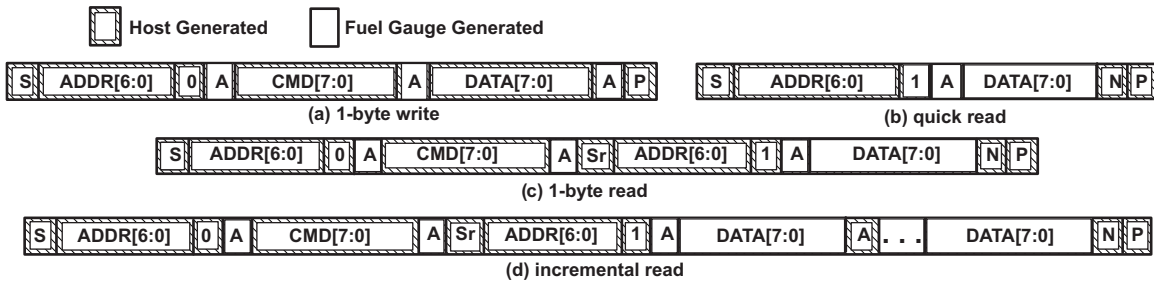 Host Generated Fuel Gauge Generated
S ADDR[6:0] 0 A CMD[7:0] A DATA[7:0] A P S ADDR[6:0] 1 A DATA[7:0] N P
(a) 1-byte write (b) quick read
S ADDR[6:0] 0 A CMD[7:0] A Sr ADDR[6:0] 1 A DATA[7:0] N P
(c) 1-byte read
S ADDR[6:0] 0 A CMD[7:0] A Sr ADDR[6:0] 1 A DATA[7:0] A . . . DATA[7:0] N P
(d) incremental read